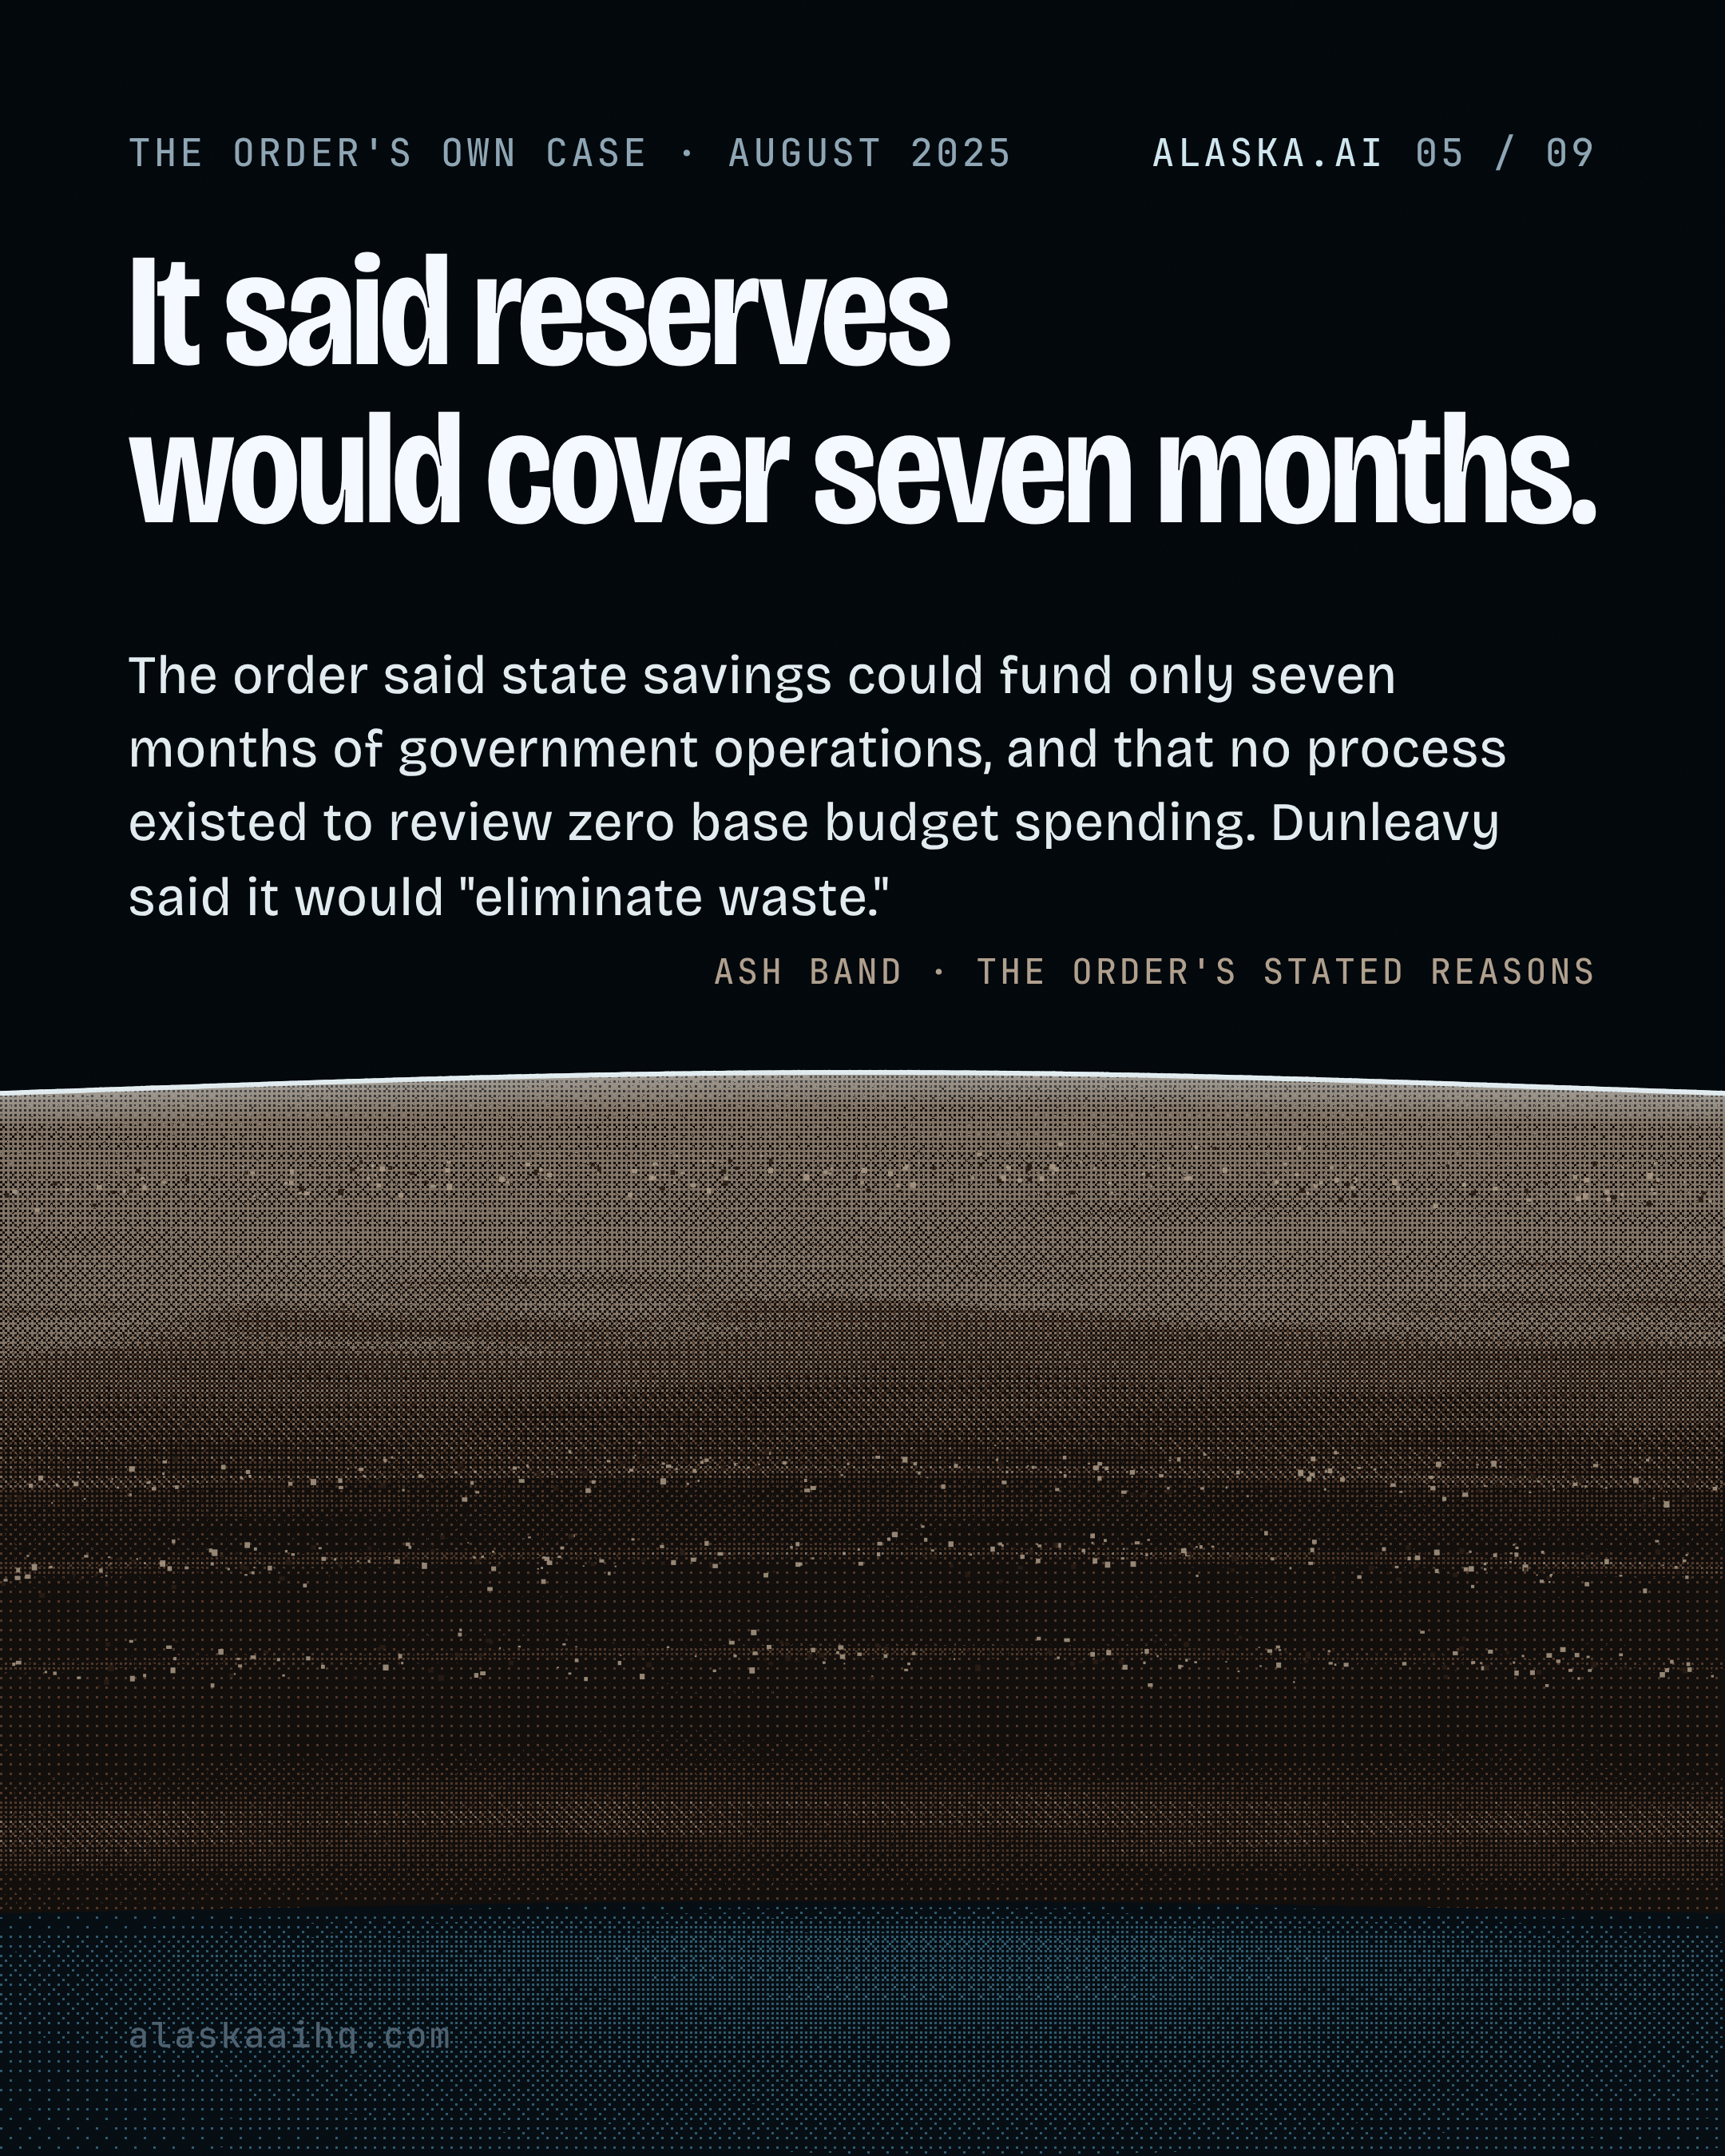 THE ORDER'S OWN CASE · AUGUST 2025
ALASKA.AI 05 / 09
It said reserves
would cover seven months.
The order said state savings could fund only seven
months of government operations, and that no process
existed to review zero base budget spending. Dunleavy
said it would "eliminate waste."
ASH BAND · THE ORDER'S STATED REASONS
alaskaaihq.com